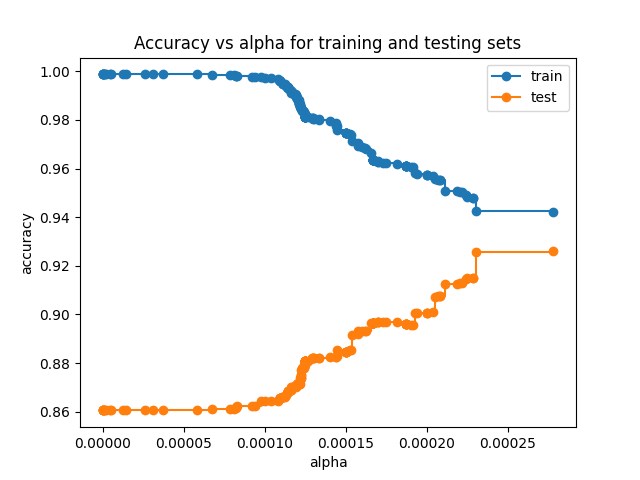 Accuracy vs alpha for training and testing sets
train
test
accuracy
1.00
0.98
0.96
0.94
0.92
0.90
0.88
0.86
0.00000 0.00005 0.00010 0.00015 0.00020 0.00025
alpha